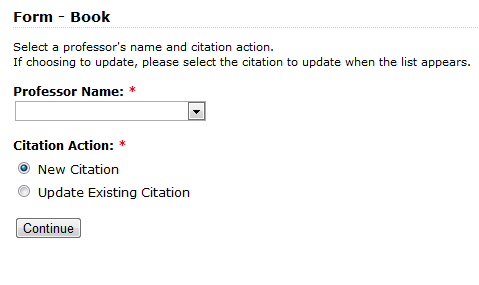 Form - Book
Select a professor's name and citation action.
If choosing to update, please select the citation to update when the list appears.
Professor Name: *
Citation Action: *
New Citation
Update Existing Citation
Continue